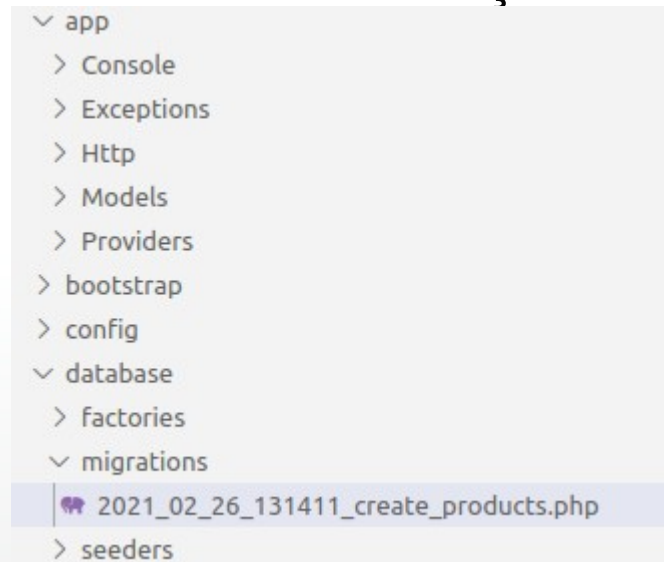 app
Console
Exceptions
Http
Models
Providers
bootstrap
config
database
factories
migrations
2021_02_26_131411_create_products.php
seeders